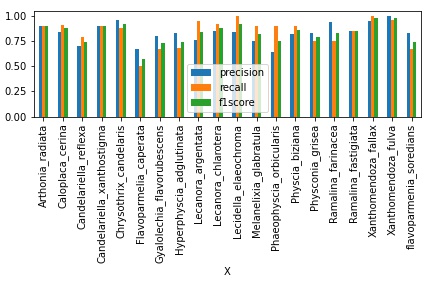 1.00
0.75
0.50
0.25
0.00
precision
recall
f1score
Arthonia_radiata
Caloplaca_cerina
Candelariella_reflexa
Candelariella_xanthostigma
Chrysothrix_candelaris
Flavoparmelia_caperata
Gyalolechia_flavorubescens
Hyperphyscia_adglutinata
Lecanora_argentata
Lecanora_chlarotera
Lecidella_elaeochroma
Melanelixia_glabratula
Phaeophyscia_orbicularis
Physcia_biziana
Physconia_grisea
Ramalina_farinacea
Ramalina_fastigiata
Xanthomendoza_fallax
Xanthomendoza_fulva
flavoparmenia_soredians
X